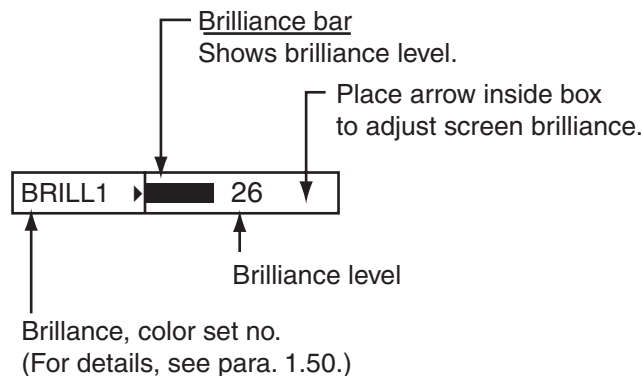 Brilliance bar
Shows brilliance level.
Place arrow inside box
to adjust screen brilliance.
BRILL1 26
Brilliance level
Brillance, color set no.
(For details, see para. 1.50.)